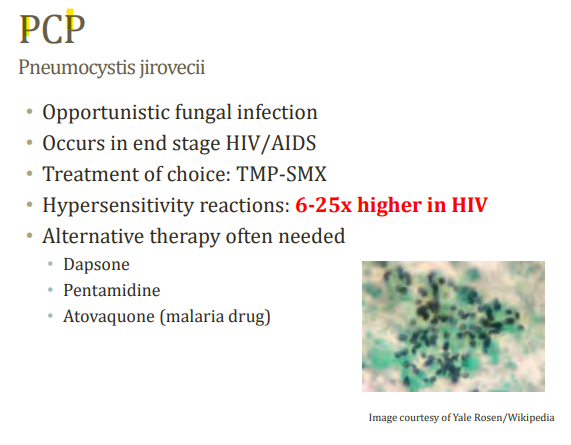 PCP
Pneumocystis jirovecii
• Opportunistic fungal infection
• Occurs in end stage HIV/AIDS
• Treatment of choice: TMP-SMX
• Hypersensitivity reactions: 6-25x higher in HIV
• Alternative therapy often needed
• Dapsone
• Pentamidine
• Atovaquone (malaria drug)
Image courtesy of Yale Rosen/Wikipedia